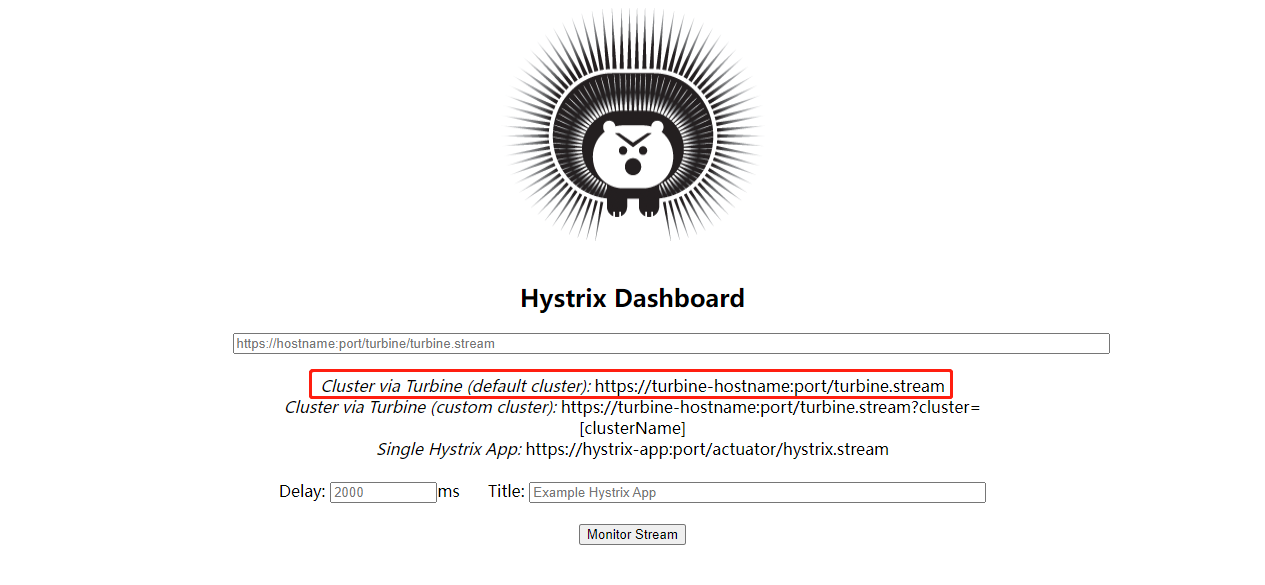 Hystrix Dashboard
https://hostname:port/turbine/turbine.stream
Cluster via Turbine (default cluster): https://turbine-hostname:port/turbine.stream
Cluster via Turbine (custom cluster): https://turbine-hostname:port/turbine.stream?cluster=
[clusterName]
Single Hystrix App: https://hystrix-app:port/actuator/hystrix.stream
Delay: 2000 ms Title: Example Hystrix App
Monitor Stream